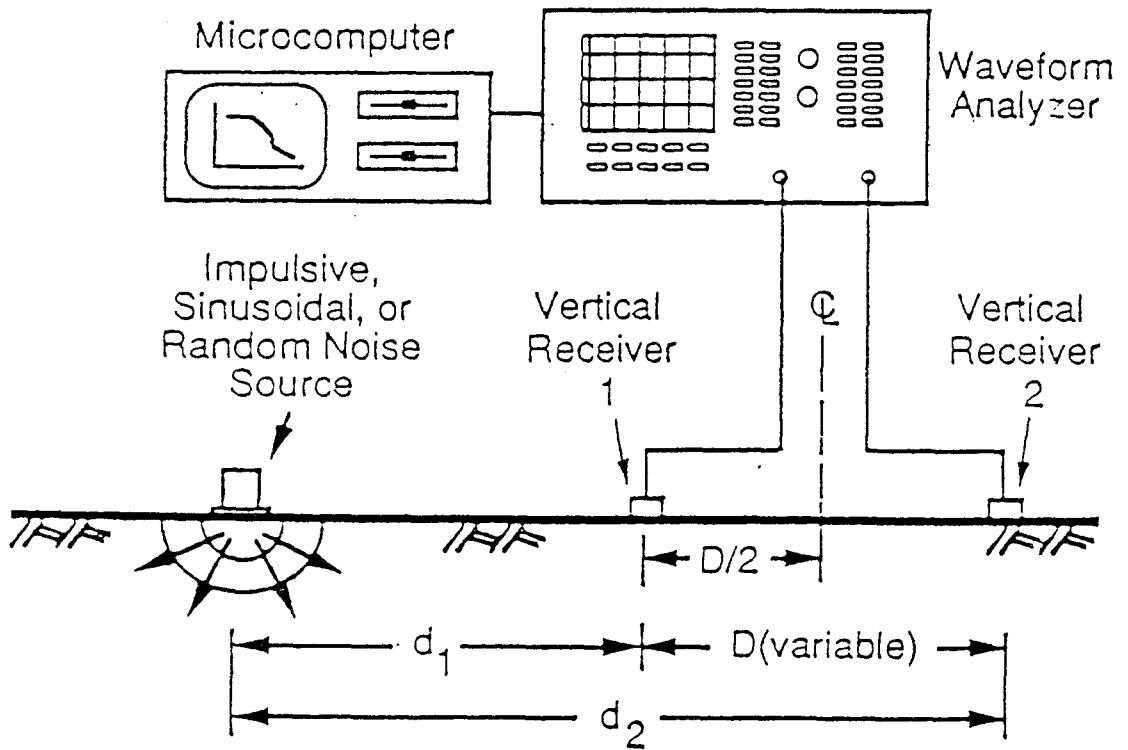 Microcomputer
Waveform
Analyzer
Impulsive,
Sinusoidal, or
Random Noise
Source
Vertical
Receiver
1
℄
Vertical
Receiver
2
D/2
d₁
D(variable)
d₂